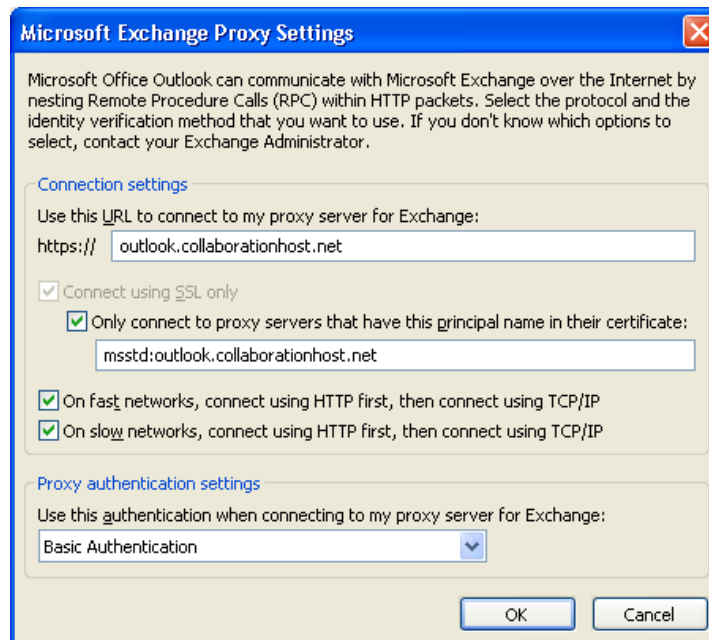 Microsoft Exchange Proxy Settings
Microsoft Office Outlook can communicate with Microsoft Exchange over the Internet by
nesting Remote Procedure Calls (RPC) within HTTP packets. Select the protocol and the
identity verification method that you want to use. If you don't know which options to
select, contact your Exchange Administrator.
Connection settings
Use this URL to connect to my proxy server for Exchange:
https:// outlook.collaborationhost.net
Connect using SSL only
Only connect to proxy servers that have this principal name in their certificate:
msstd:outlook.collaborationhost.net
On fast networks, connect using HTTP first, then connect using TCP/IP
On slow networks, connect using HTTP first, then connect using TCP/IP
Proxy authentication settings
Use this authentication when connecting to my proxy server for Exchange:
Basic Authentication
OK Cancel